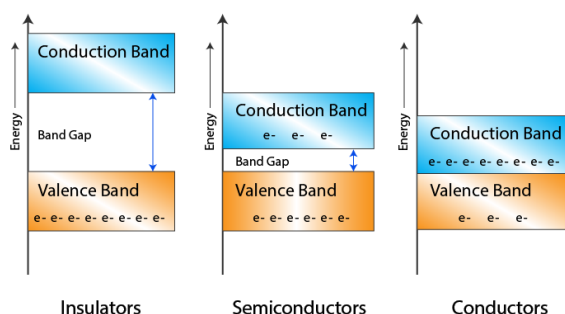 Energy
Conduction Band
Band Gap
Valence Band
e- e- e- e- e- e- e- e-
Insulators
Energy
Conduction Band
e- e- e-
Band Gap
Valence Band
e- e- e- e- e- e-
Semiconductors
Energy
Conduction Band
e- e- e- e- e- e- e- e-
Valence Band
e- e- e-
Conductors